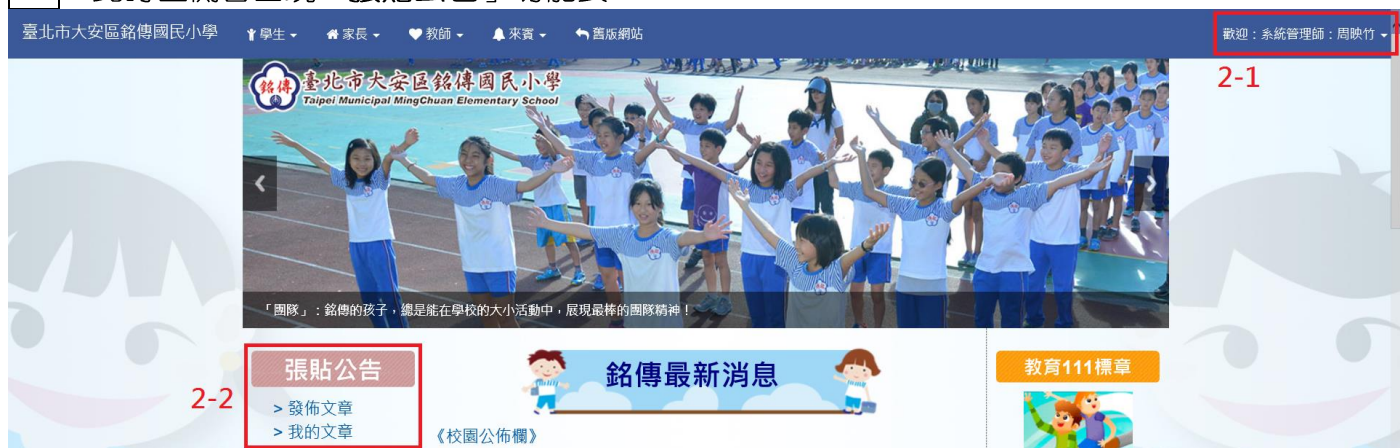 臺北市大安區銘傳國民小學 學生 家長 教師 來賓 舊版網站 歡迎：系統管理師：周映竹
2-1
銘傳 臺北市大安區銘傳國民小學
Taipei Municipal MingChuan Elementary School
「團隊」：銘傳的孩子，總是能在學校的大小活動中，展現最棒的團隊精神！
張貼公告
銘傳最新消息
教育111標章
2-2
> 發佈文章
> 我的文章
《校園公佈欄》